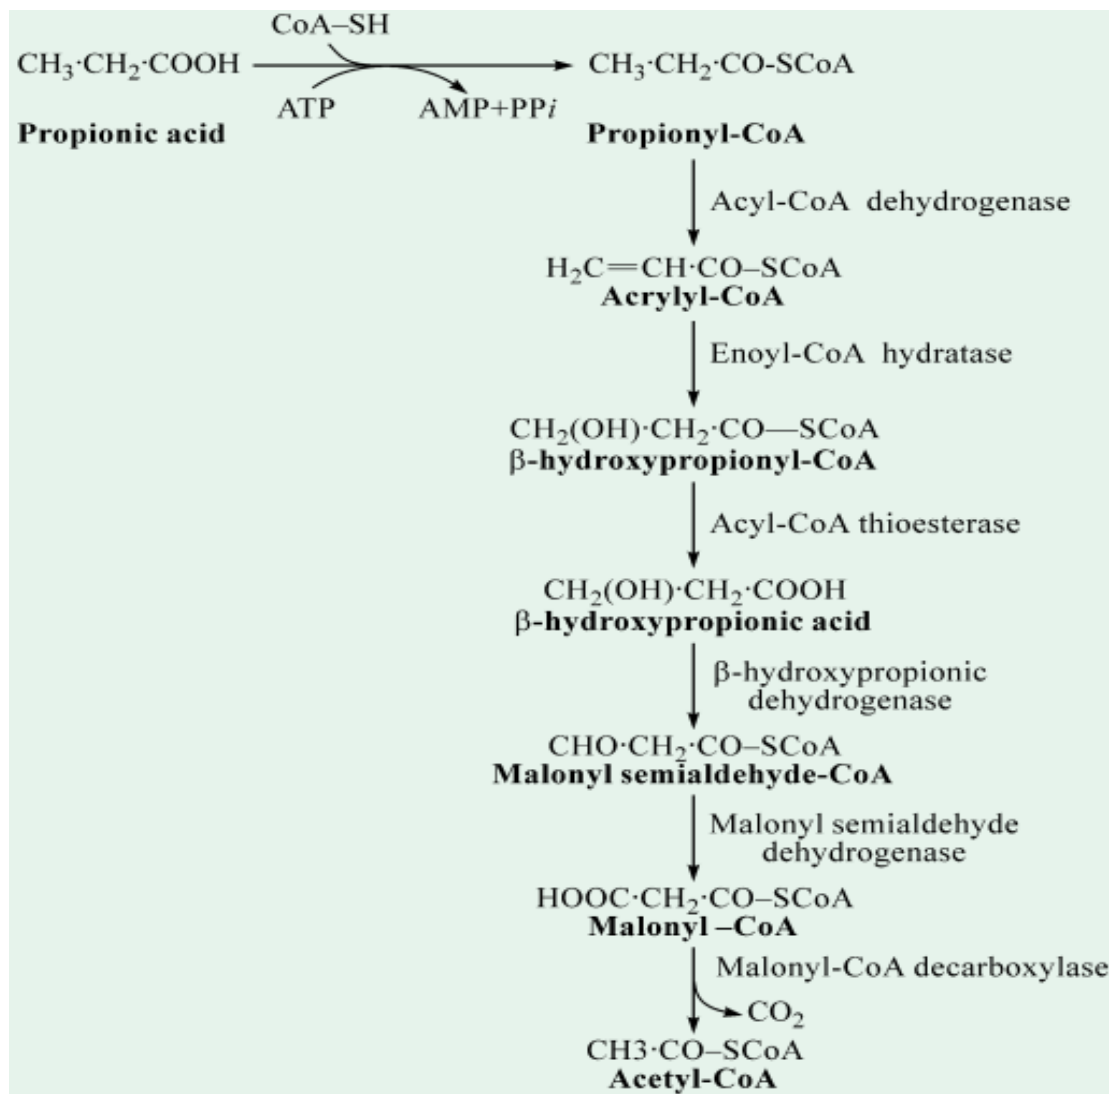 CoA–SH
CH₃·CH₂·COOH
CH₃·CH₂·CO-SCoA
ATP
AMP+PPi
Propionic acid
Propionyl-CoA
Acyl-CoA dehydrogenase
H₂C=CH·CO–SCoA
Acrylyl-CoA
Enoyl-CoA hydratase
CH₂(OH)·CH₂·CO—SCoA
β-hydroxypropionyl-CoA
Acyl-CoA thioesterase
CH₂(OH)·CH₂·COOH
β-hydroxypropionic acid
β-hydroxypropionic
dehydrogenase
CHO·CH₂·CO–SCoA
Malonyl semialdehyde-CoA
Malonyl semialdehyde
dehydrogenase
HOOC·CH₂·CO–SCoA
Malonyl –CoA
Malonyl-CoA decarboxylase
CO₂
CH3·CO–SCoA
Acetyl-CoA